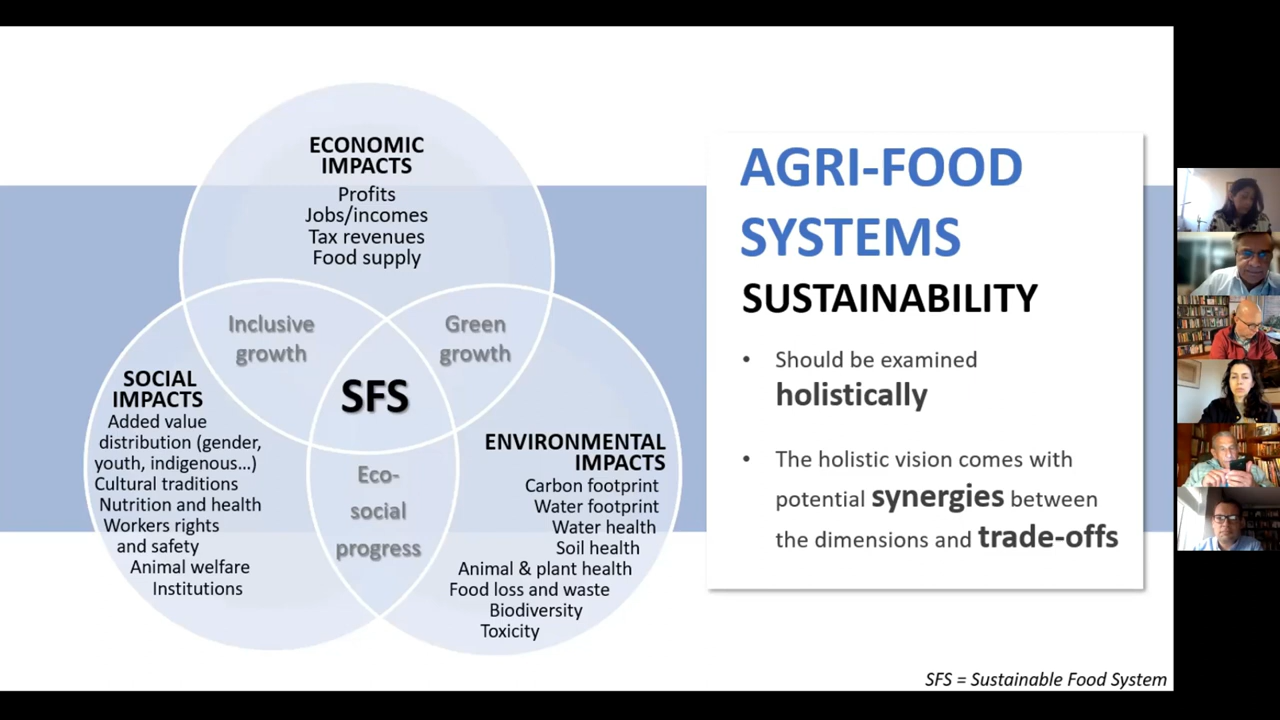 ECONOMIC
IMPACTS
Profits
Jobs/incomes
Tax revenues
Food supply
Inclusive
growth
Green
growth
SFS
SOCIAL
IMPACTS
Added value
distribution (gender,
youth, indigenous...)
Cultural traditions
Nutrition and health
Workers rights
and safety
Animal welfare
Institutions
Eco-
social
progress
ENVIRONMENTAL
IMPACTS
Carbon footprint
Water footprint
Water health
Soil health
Animal & plant health
Food loss and waste
Biodiversity
Toxicity
AGRI-FOOD
SYSTEMS
SUSTAINABILITY
• Should be examined
holistically
• The holistic vision comes with
potential synergies between
the dimensions and trade-offs
SFS = Sustainable Food System